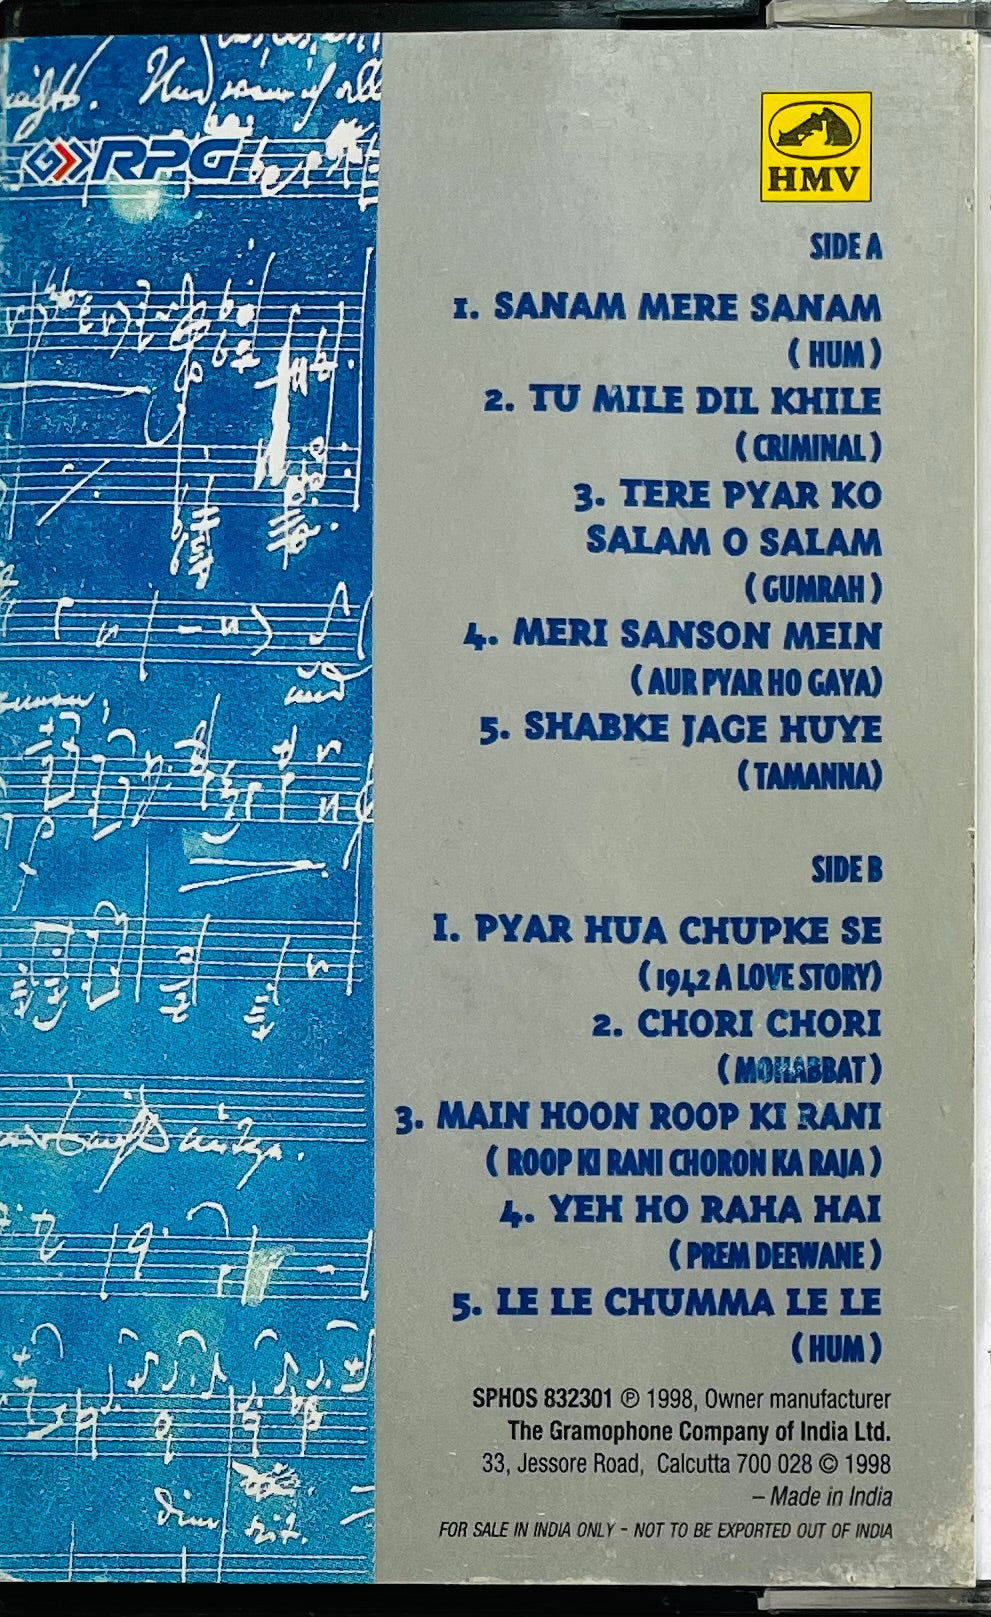 RPG
HMV
SIDE A
1. SANAM MERE SANAM
( HUM )
2. TU MILE DIL KHILE
( CRIMINAL )
3. TERE PYAR KO
SALAM O SALAM
( GUMRAH )
4. MERI SANSON MEIN
( AUR PYAR HO GAYA)
5. SHABKE JAGE HUYE
( TAMANNA)
SIDE B
1. PYAR HUA CHUPKE SE
( 1942 A LOVE STORY)
2. CHORI CHORI
( MOHABBAT )
3. MAIN HOON ROOP KI RANI
( ROOP KI RANI CHORON KA RAJA )
4. YEH HO RAHA HAI
( PREM DEEWANE )
5. LE LE CHUMMA LE LE
( HUM )
SPHOS 832301 ℗ 1998, Owner manufacturer
The Gramophone Company of India Ltd.
33, Jessore Road, Calcutta 700 028 © 1998
– Made in India
FOR SALE IN INDIA ONLY - NOT TO BE EXPORTED OUT OF INDIA